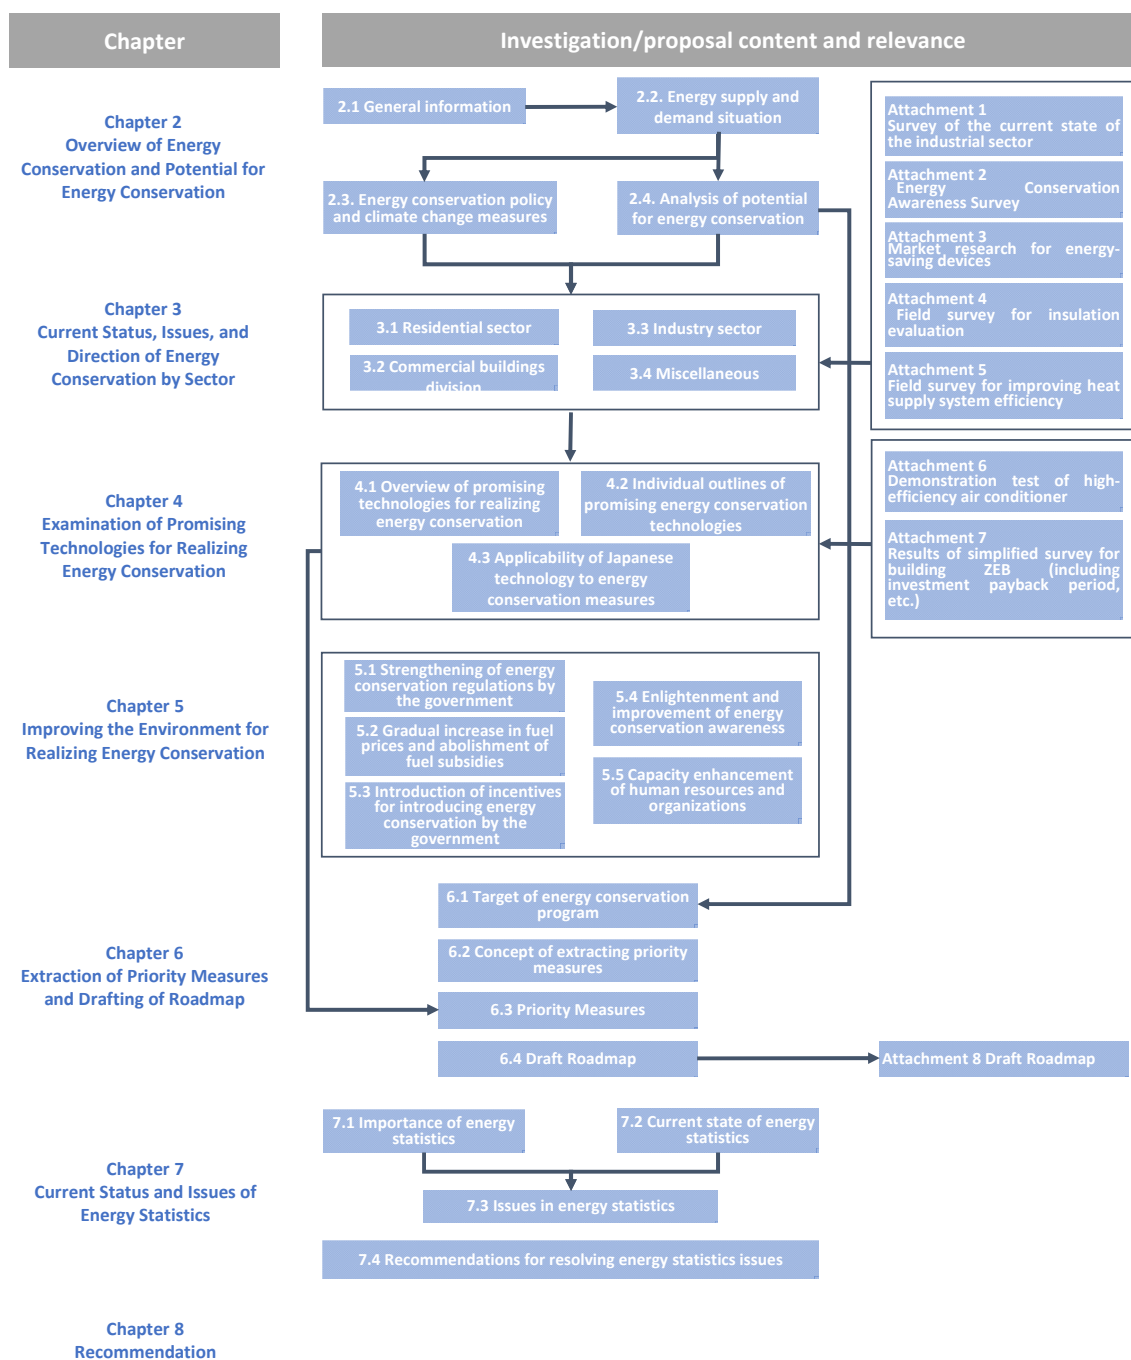 Chapter
Investigation/proposal content and relevance
Chapter 2
Overview of Energy
Conservation and Potential for
Energy Conservation
2.1 General information
2.2. Energy supply and
demand situation
2.3. Energy conservation policy
and climate change measures
2.4. Analysis of potential
for energy conservation
Attachment 1
Survey of the current state of
the industrial sector
Attachment 2
Energy Conservation
Awareness Survey
Attachment 3
Market research for energy-
saving devices
Attachment 4
Field survey for insulation
evaluation
Attachment 5
Field survey for improving heat
supply system efficiency
Chapter 3
Current Status, Issues, and
Direction of Energy
Conservation by Sector
3.1 Residential sector
3.3 Industry sector
3.2 Commercial buildings
division
3.4 Miscellaneous
Chapter 4
Examination of Promising
Technologies for Realizing
Energy Conservation
4.1 Overview of promising
technologies for realizing
energy conservation
4.2 Individual outlines of
promising energy conservation
technologies
4.3 Applicability of Japanese
technology to energy
conservation measures
Attachment 6
Demonstration test of high-
efficiency air conditioner
Attachment 7
Results of simplified survey for
building ZEB (including
investment payback period,
etc.)
Chapter 5
Improving the Environment for
Realizing Energy Conservation
5.1 Strengthening of energy
conservation regulations by
the government
5.2 Gradual increase in fuel
prices and abolishment of
fuel subsidies
5.3 Introduction of incentives
for introducing energy
conservation by the
government
5.4 Enlightenment and
improvement of energy
conservation awareness
5.5 Capacity enhancement
of human resources and
organizations
Chapter 6
Extraction of Priority Measures
and Drafting of Roadmap
6.1 Target of energy conservation
program
6.2 Concept of extracting priority
measures
6.3 Priority Measures
6.4 Draft Roadmap
Attachment 8 Draft Roadmap
Chapter 7
Current Status and Issues of
Energy Statistics
7.1 Importance of energy
statistics
7.2 Current state of energy
statistics
7.3 Issues in energy statistics
7.4 Recommendations for resolving energy statistics issues
Chapter 8
Recommendation